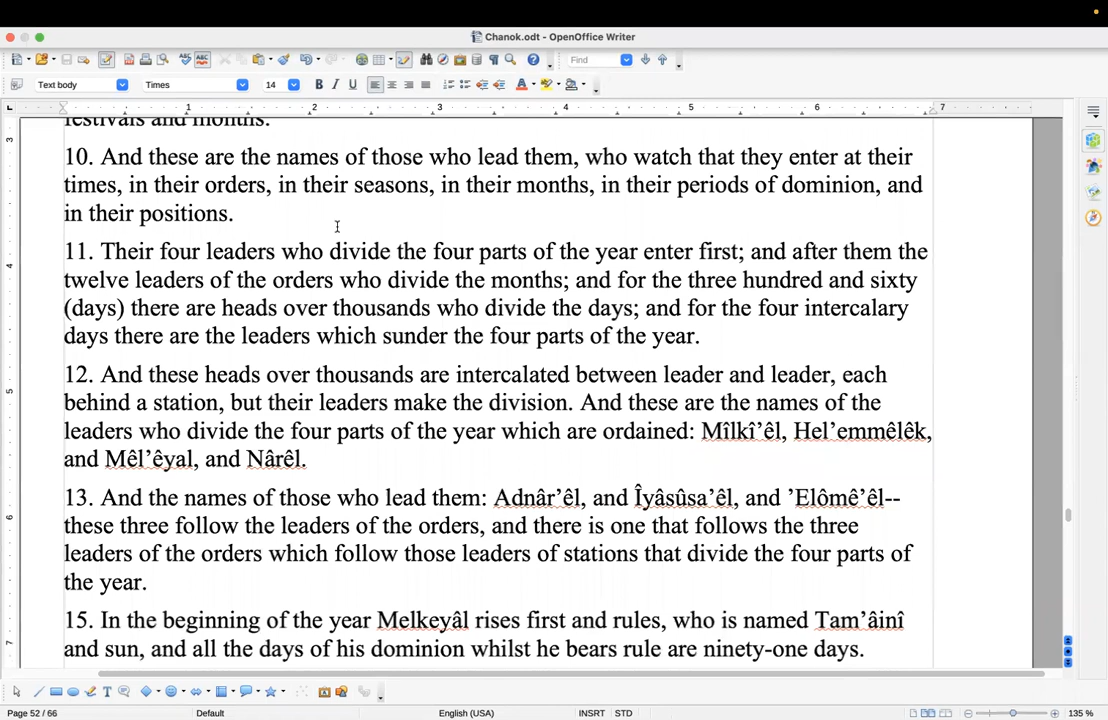 Chanok.odt - OpenOffice Writer
Find
Text body
Times
14
1 2 3 4 5 6 7
festivals and months.
10. And these are the names of those who lead them, who watch that they enter at their
times, in their orders, in their seasons, in their months, in their periods of dominion, and
in their positions.
11. Their four leaders who divide the four parts of the year enter first; and after them the
twelve leaders of the orders who divide the months; and for the three hundred and sixty
(days) there are heads over thousands who divide the days; and for the four intercalary
days there are the leaders which sunder the four parts of the year.
12. And these heads over thousands are intercalated between leader and leader, each
behind a station, but their leaders make the division. And these are the names of the
leaders who divide the four parts of the year which are ordained: Mîlkî’êl, Hel’emmêlêk,
and Mêl’êyal, and Nârêl.
13. And the names of those who lead them: Adnâr’êl, and Îyâsûsa’êl, and ’Elômê’êl--
these three follow the leaders of the orders, and there is one that follows the three
leaders of the orders which follow those leaders of stations that divide the four parts of
the year.
15. In the beginning of the year Melkeyâl rises first and rules, who is named Tam’âinî
and sun, and all the days of his dominion whilst he bears rule are ninety-one days.
Page 52 / 66
Default
English (USA)
INSRT
STD
135 %